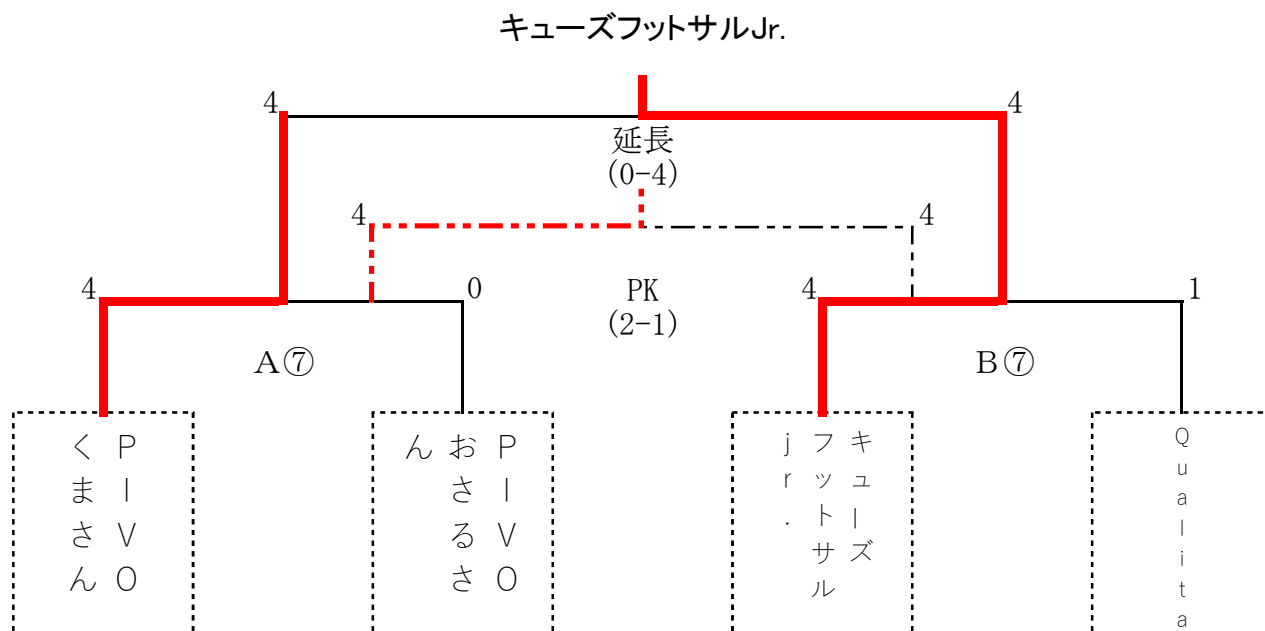 キューズフットサルJr.
4
4
延長
(0-4)
4
4
4
0
PK
(2-1)
4
1
A⑦
B⑦
PIVO
くまさん
PIVO
おさるさ
ん
キューズ
フットサル
jr.
Qualita